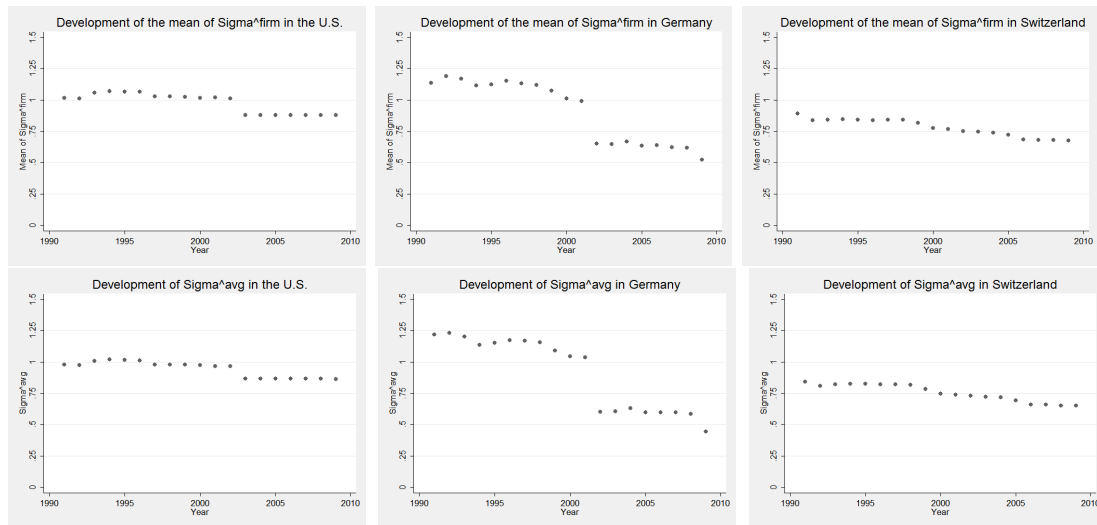 Development of the mean of Sigma^firm in the U.S.
Mean of Sigma^firm
0 .25 .5 .75 1 1.25 1.5
1990 1995 2000 2005 2010
Year
Development of the mean of Sigma^firm in Germany
Mean of Sigma^firm
0 .25 .5 .75 1 1.25 1.5
1990 1995 2000 2005 2010
Year
Development of the mean of Sigma^firm in Switzerland
Mean of Sigma^firm
0 .25 .5 .75 1 1.25 1.5
1990 1995 2000 2005 2010
Year
Development of Sigma^avg in the U.S.
Sigma^avg
0 .25 .5 .75 1 1.25 1.5
1990 1995 2000 2005 2010
Year
Development of Sigma^avg in Germany
Sigma^avg
0 .25 .5 .75 1 1.25 1.5
1990 1995 2000 2005 2010
Year
Development of Sigma^avg in Switzerland
Sigma^avg
0 .25 .5 .75 1 1.25 1.5
1990 1995 2000 2005 2010
Year